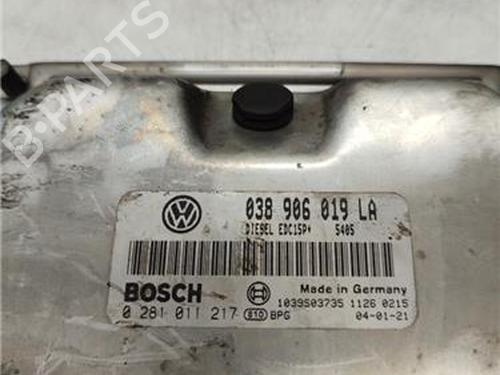 B-PARTS
038 906 019 LA
DIESEL EDC15P+ 5405
BOSCH
Made in Germany
1039S03735 1126 0215
0 281 011 217 610 BPG 04-01-21